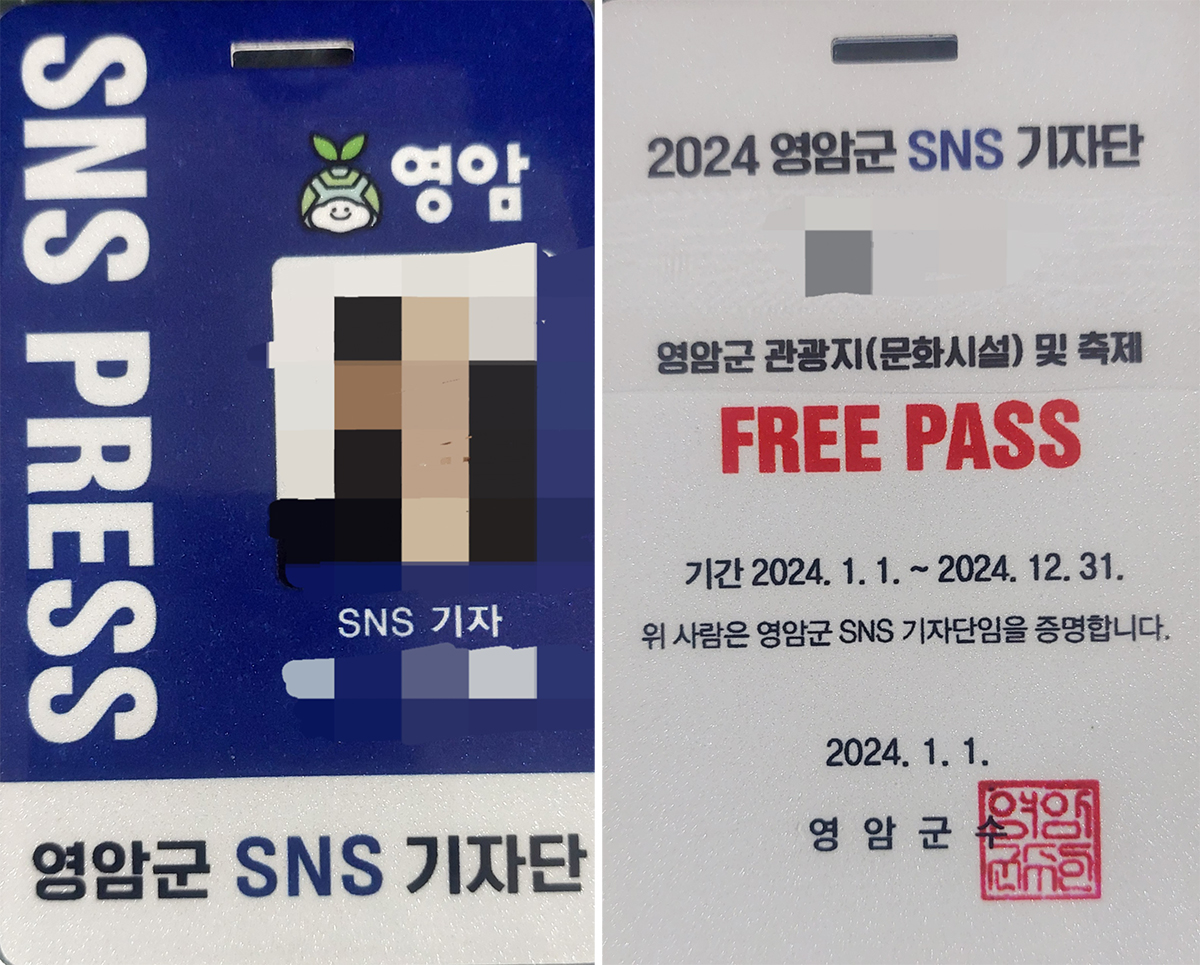 SNS PRESS
영암
SNS 기자
영암군 SNS 기자단
2024 영암군 SNS 기자단
영암군 관광지(문화시설) 및 축제
FREE PASS
기간 2024. 1. 1. ~ 2024. 12. 31.
위 사람은 영암군 SNS 기자단임을 증명합니다.
2024. 1. 1.
영 암 군 수